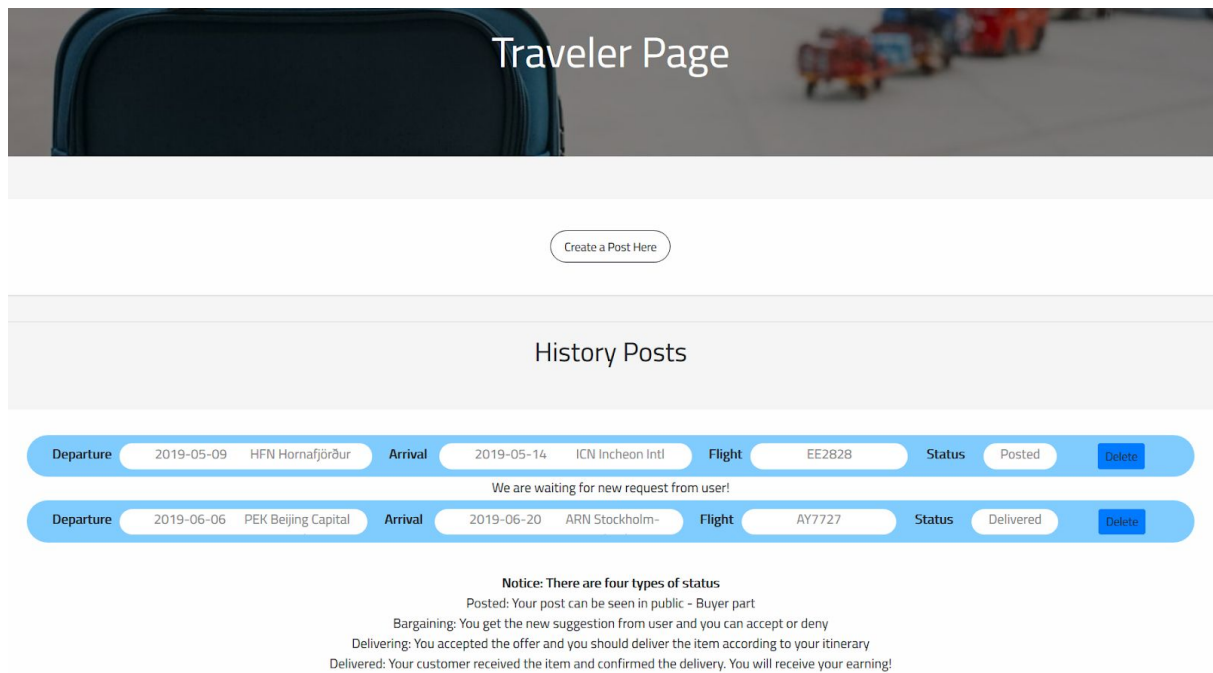 Traveler Page
Create a Post Here
History Posts
Departure 2019-05-09 HFN Hornafjörður Arrival 2019-05-14 ICN Incheon Intl Flight EE2828 Status Posted Delete
We are waiting for new request from user!
Departure 2019-06-06 PEK Beijing Capital Arrival 2019-06-20 ARN Stockholm- Flight AY7727 Status Delivered Delete
Notice: There are four types of status
Posted: Your post can be seen in public - Buyer part
Bargaining: You get the new suggestion from user and you can accept or deny
Delivering: You accepted the offer and you should deliver the item according to your itinerary
Delivered: Your customer received the item and confirmed the delivery. You will receive your earning!